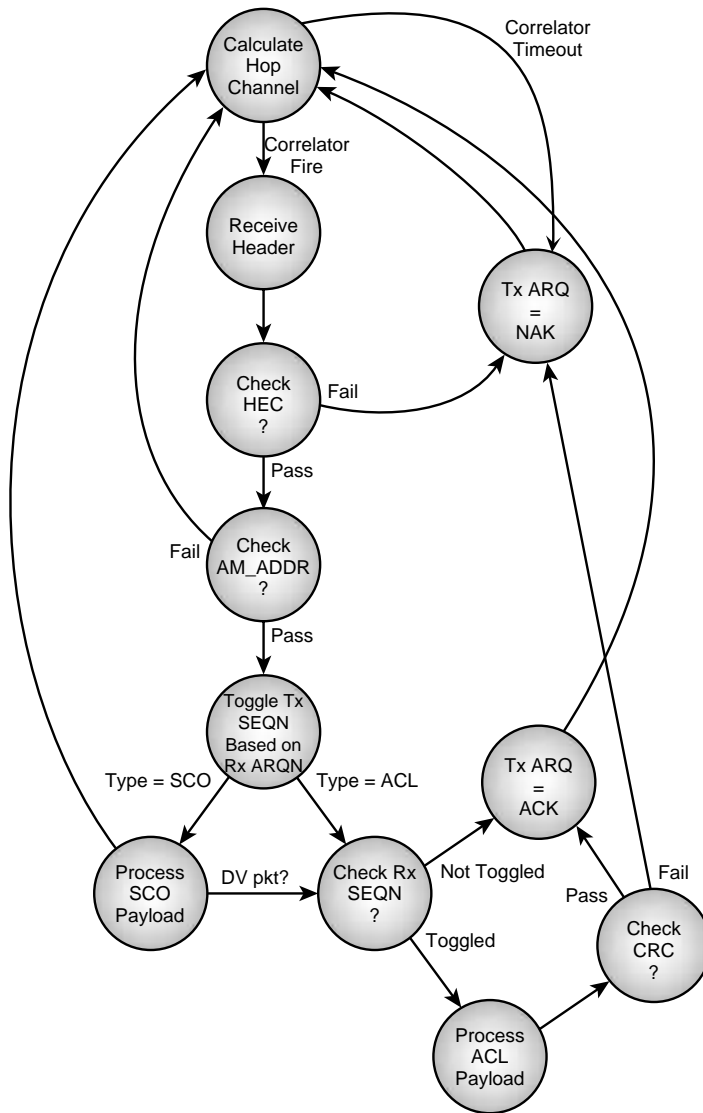 Calculate
Hop
Channel
Correlator
Timeout
Correlator
Fire
Receive
Header
Tx ARQ
=
NAK
Check
HEC
?
Fail
Pass
Check
AM_ADDR
?
Fail
Pass
Toggle Tx
SEQN
Based on
Rx ARQN
Type = SCO
Type = ACL
Tx ARQ
=
ACK
Process
SCO
Payload
DV pkt?
Check Rx
SEQN
?
Not Toggled
Toggled
Pass
Fail
Check
CRC
?
Process
ACL
Payload